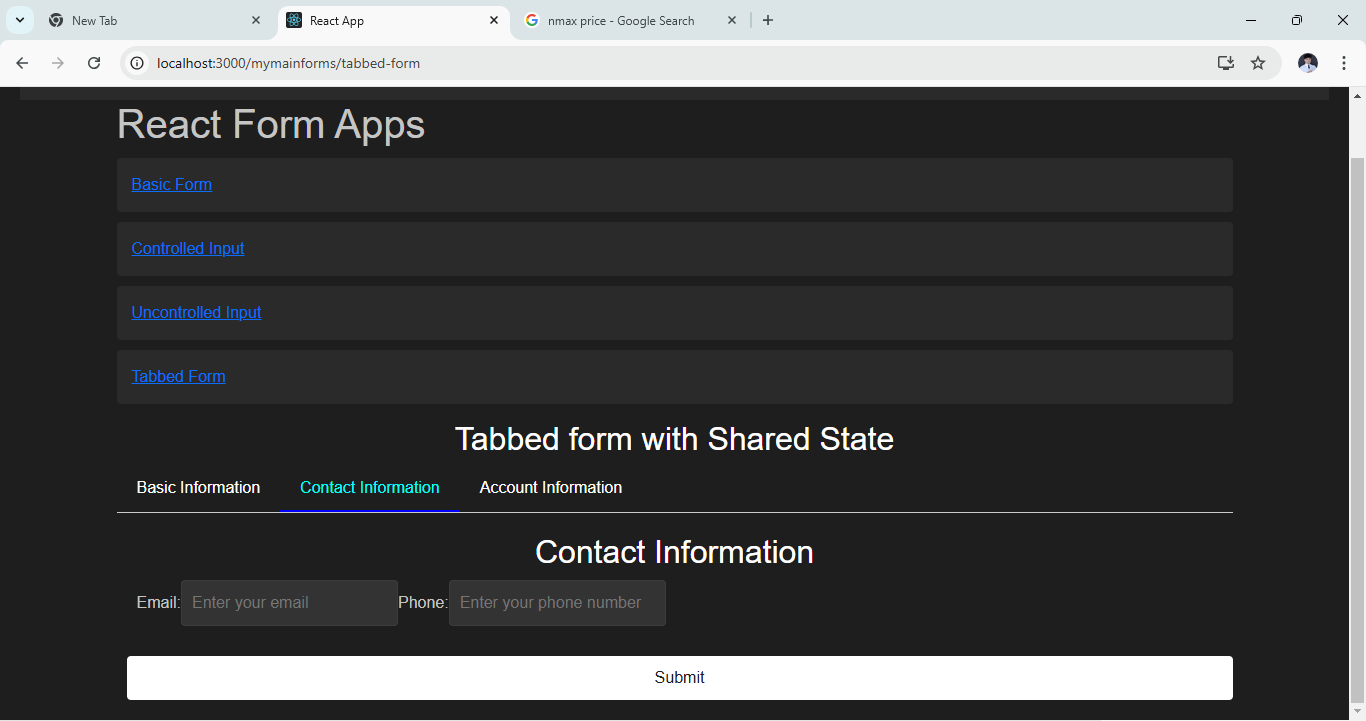 New Tab
React App
nmax price - Google Search
localhost:3000/mymainforms/tabbed-form
React Form Apps
Basic Form
Controlled Input
Uncontrolled Input
Tabbed Form
Tabbed form with Shared State
Basic Information Contact Information Account Information
Contact Information
Email: Enter your email Phone: Enter your phone number
Submit